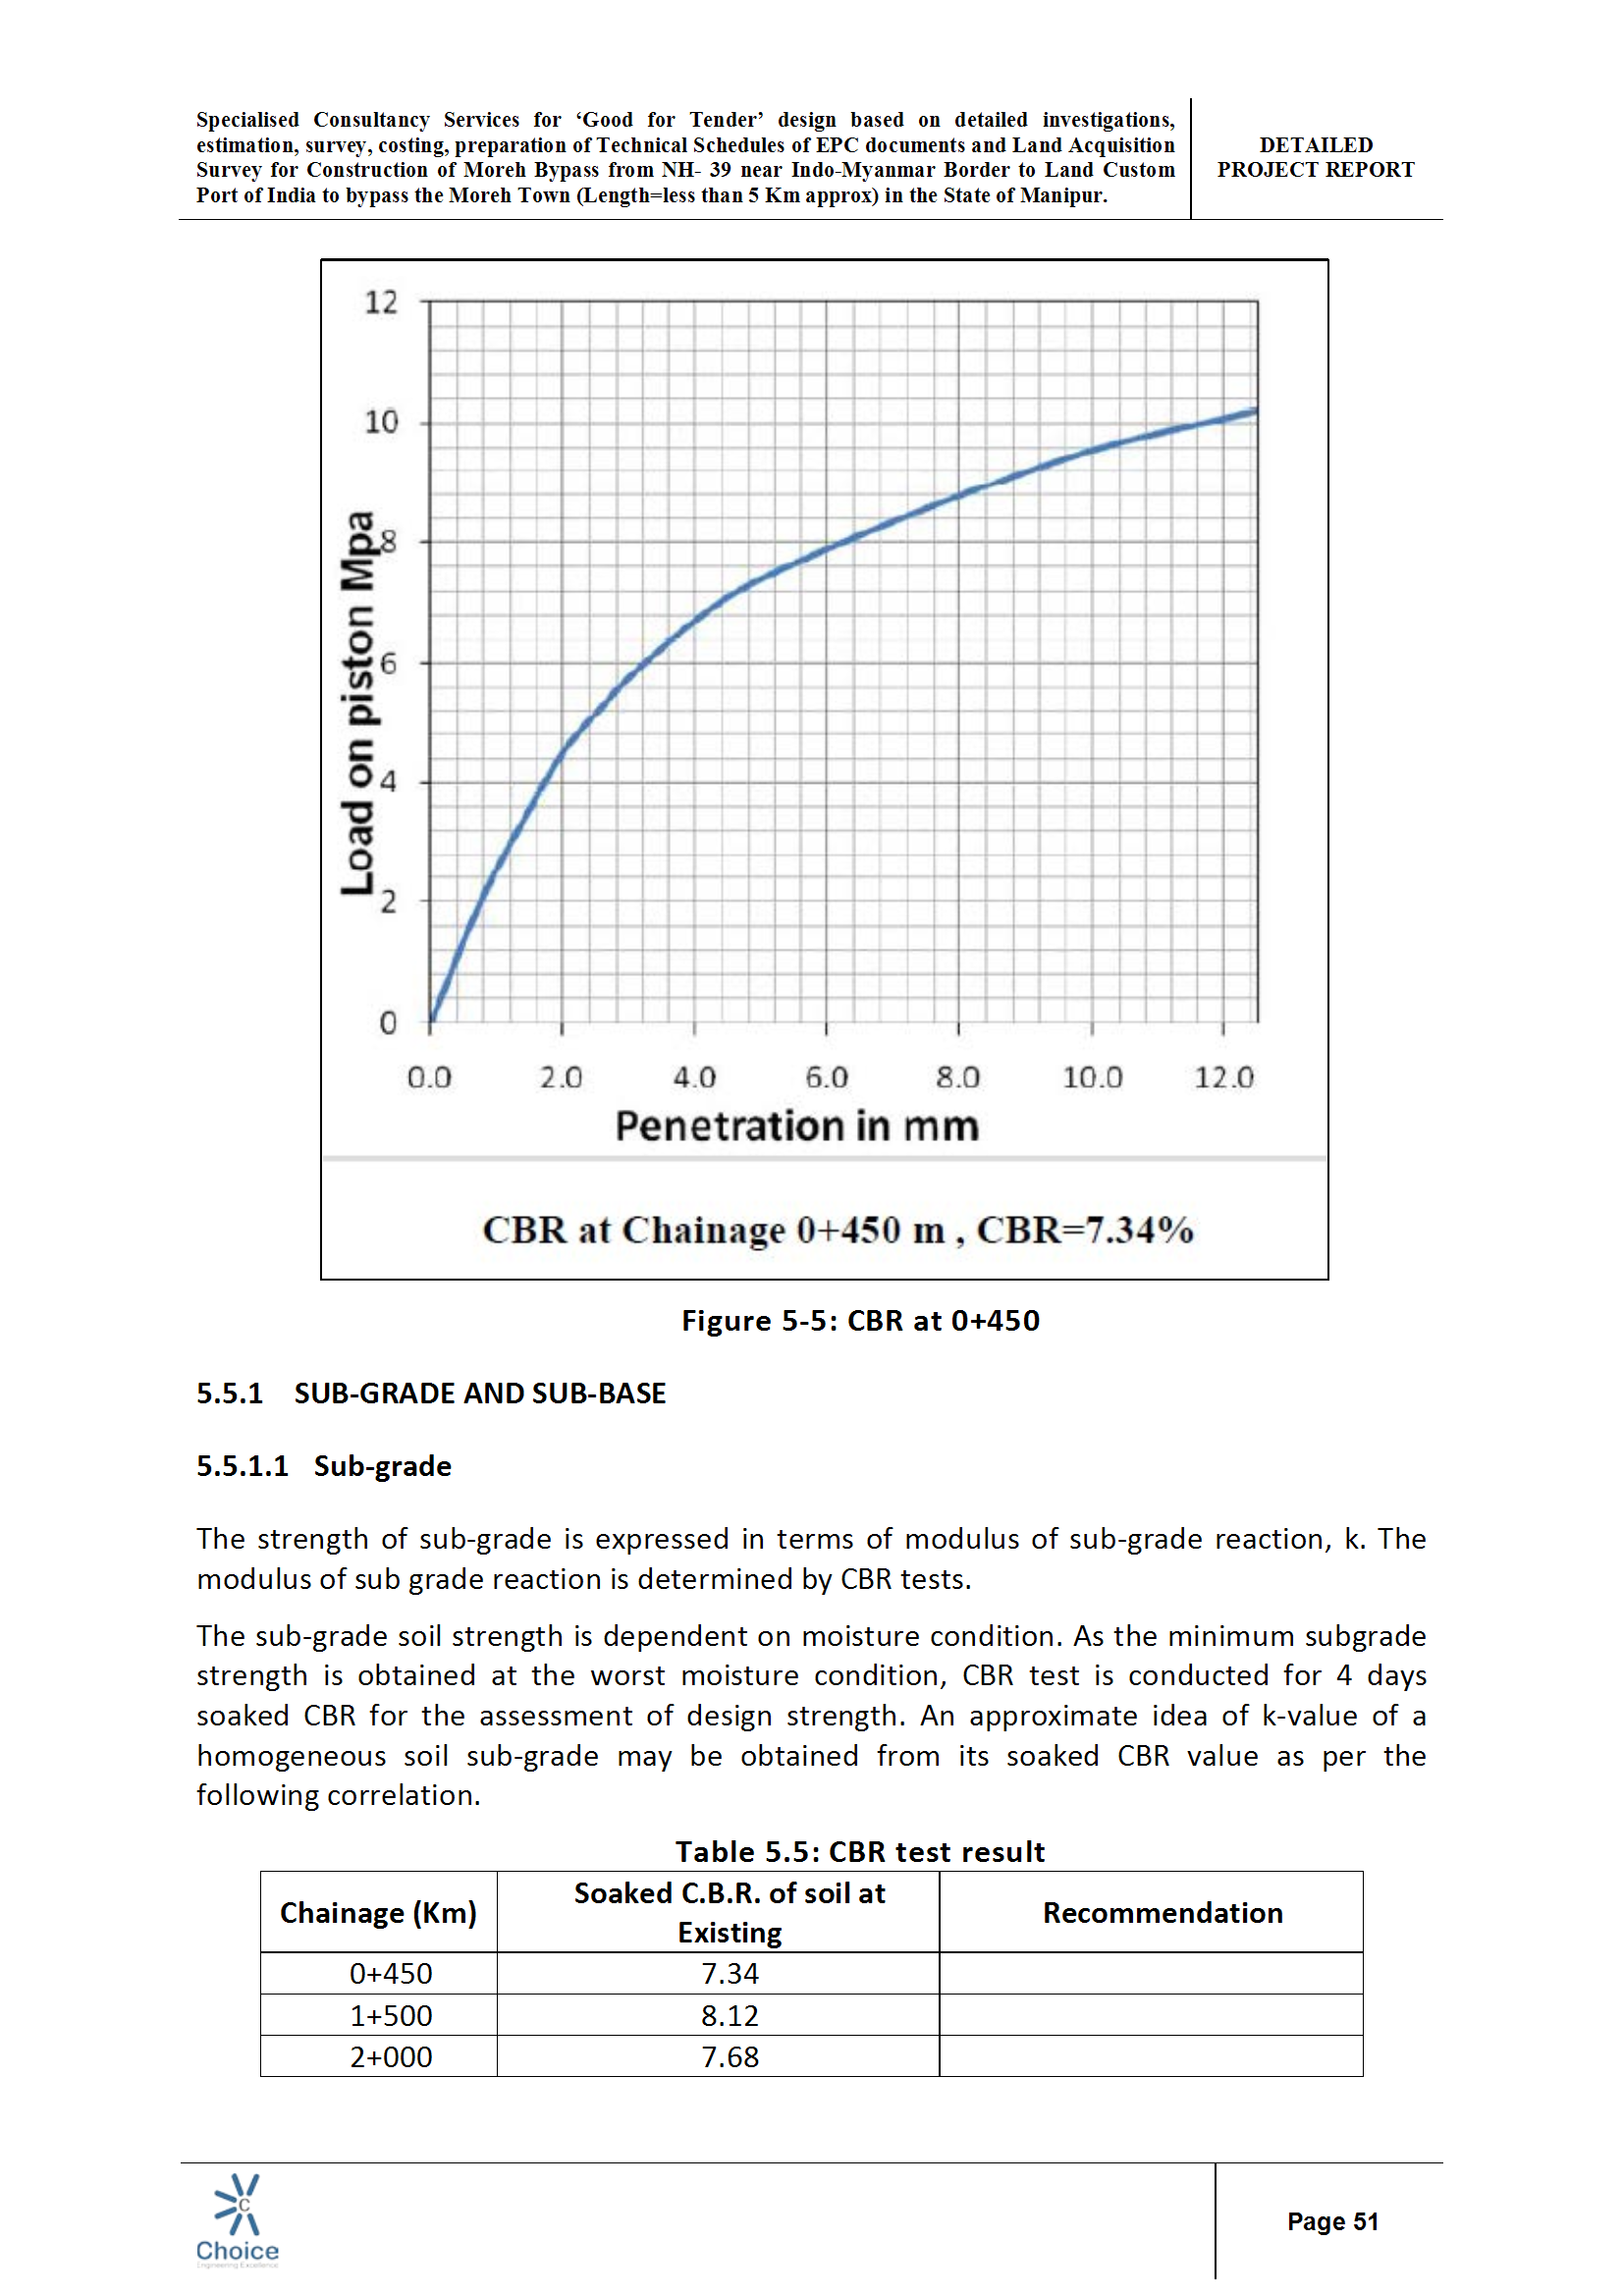 Specialised Consultancy Services for ‘Good for Tender’ design based on detailed investigations,
estimation, survey, costing, preparation of Technical Schedules of EPC documents and Land Acquisition
Survey for Construction of Moreh Bypass from NH- 39 near Indo-Myanmar Border to Land Custom
Port of India to bypass the Moreh Town (Length=less than 5 Km approx) in the State of Manipur.
DETAILED
PROJECT REPORT
12
10
8
6
4
2
0
Load on piston Mpa
0.0 2.0 4.0 6.0 8.0 10.0 12.0
Penetration in mm
CBR at Chainage 0+450 m , CBR=7.34%
Figure 5-5: CBR at 0+450
5.5.1 SUB-GRADE AND SUB-BASE
5.5.1.1 Sub-grade
The strength of sub-grade is expressed in terms of modulus of sub-grade reaction, k. The
modulus of sub grade reaction is determined by CBR tests.
The sub-grade soil strength is dependent on moisture condition. As the minimum subgrade
strength is obtained at the worst moisture condition, CBR test is conducted for 4 days
soaked CBR for the assessment of design strength. An approximate idea of k-value of a
homogeneous soil sub-grade may be obtained from its soaked CBR value as per the
following correlation.
Table 5.5: CBR test result
Chainage (Km) Soaked C.B.R. of soil at Existing Recommendation
0+450 7.34
1+500 8.12
2+000 7.68
C
Choice
Engineering Excellence
Page 51